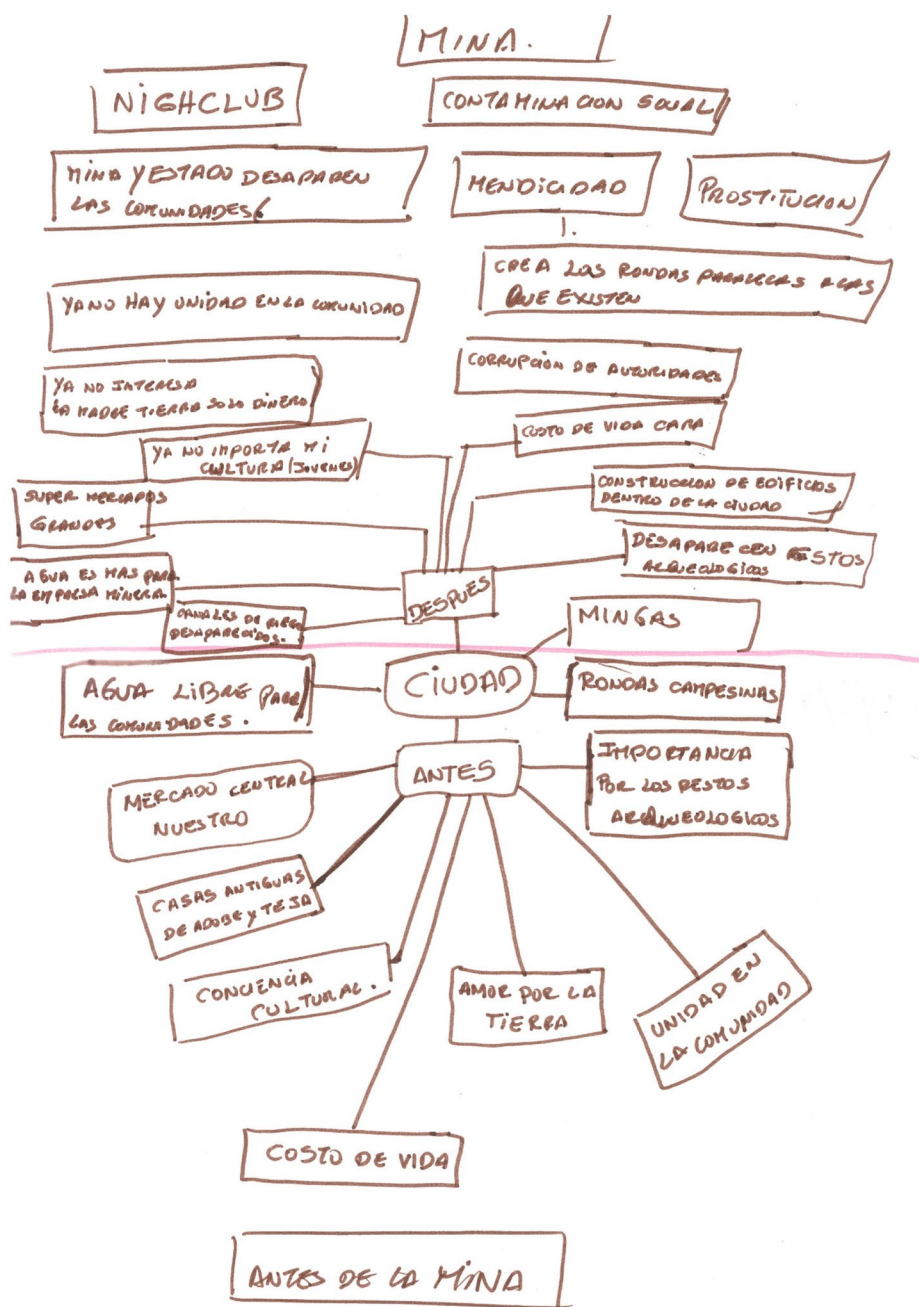 MINA.
NIGHCLUB
CONTAMINACION SOCIAL
MINA Y ESTADO DESAPAREN
LAS COMUNIDADES
MENDICIDAD
PROSTITUCION
1.
CREA LOS RONDAS PARALELAS A LAS
QUE EXISTEN
YA NO HAY UNIDAD EN LA COMUNIDAD
CORRUPCIÓN DE AUTORIDADES
YA NO INTERESA
LA MADRE TIERRA SOLO DINERO
COSTO DE VIDA CARA
YA NO IMPORTA MI
CULTURA (JOVENES)
CONSTRUCCION DE EDIFICIOS
DENTRO DE LA CIUDAD
SUPER MERCADOS
GRANDES
DESAPARECEN RESTOS
ARQUEOLOGICOS
AGUA ES MAS PARA
LA EMPRESA MINERA
DESPUES
CANALES DE RIEGO
DESAPARECIDOS.
MINGAS
AGUA LIBRE PARA
LAS COMUNIDADES.
CIUDAD
RONDAS CAMPESINAS
ANTES
IMPORTANCIA
POR LOS RESTOS
ARQUEOLOGICOS
MERCADO CENTRAL
NUESTRO
CASAS ANTIGUAS
DE ADOBE Y TEJA
CONCIENCIA
CULTURAL.
AMOR POR LA
TIERRA
UNIDAD EN
LA COMUNIDAD
COSTO DE VIDA
ANTES DE LA MINA